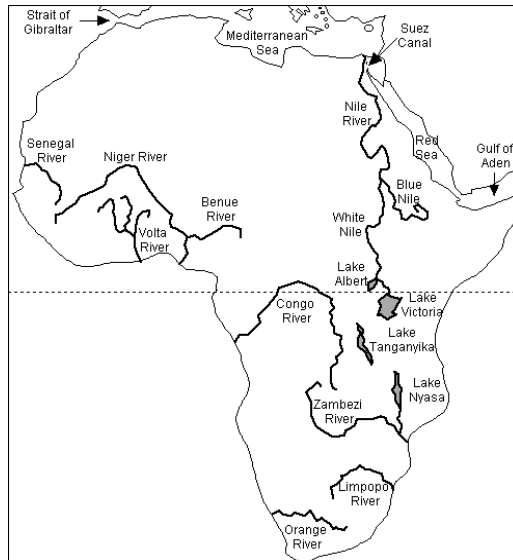 Strait of
Gibraltar
Mediterranean
Sea
Suez
Canal
Nile
River
Red
Sea
Gulf of
Aden
Senegal
River
Niger River
Benue
River
Blue
Nile
Volta
River
White
Nile
Lake
Albert
Congo
River
Lake
Victoria
Lake
Tanganyika
Lake
Nyasa
Zambezi
River
Limpopo
River
Orange
River